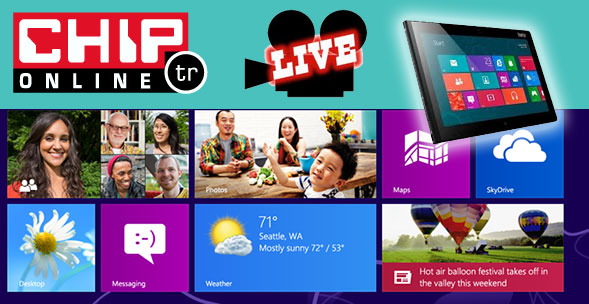 CHIP
ONLINE tr
LIVE
Start
Photos
Maps
SkyDrive
Desktop
Messaging
:-)
71°
Seattle, WA
Mostly sunny 72° / 53°
Weather
Hot air balloon festival takes off in
the valley this weekend